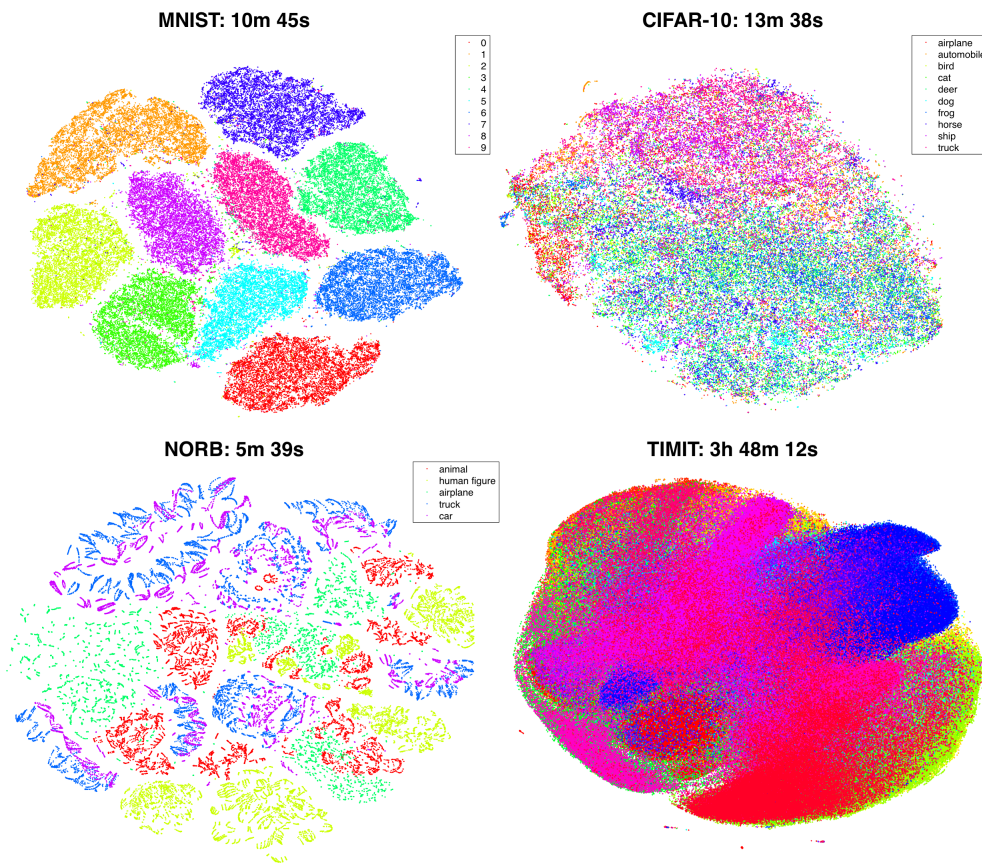 MNIST: 10m 45s
0
1
2
3
4
5
6
7
8
9
CIFAR-10: 13m 38s
airplane
automobile
bird
cat
deer
dog
frog
horse
ship
truck
NORB: 5m 39s
animal
human figure
airplane
truck
car
TIMIT: 3h 48m 12s